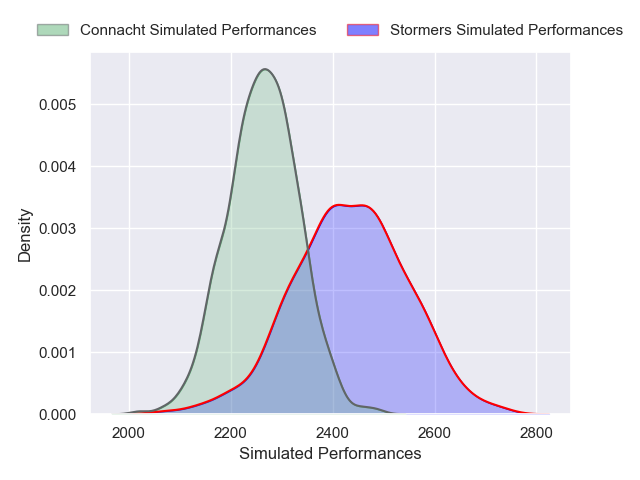 Connacht Simulated Performances
Stormers Simulated Performances
0.005
0.004
0.003
0.002
0.001
0.000
Density
2000 2200 2400 2600 2800
Simulated Performances